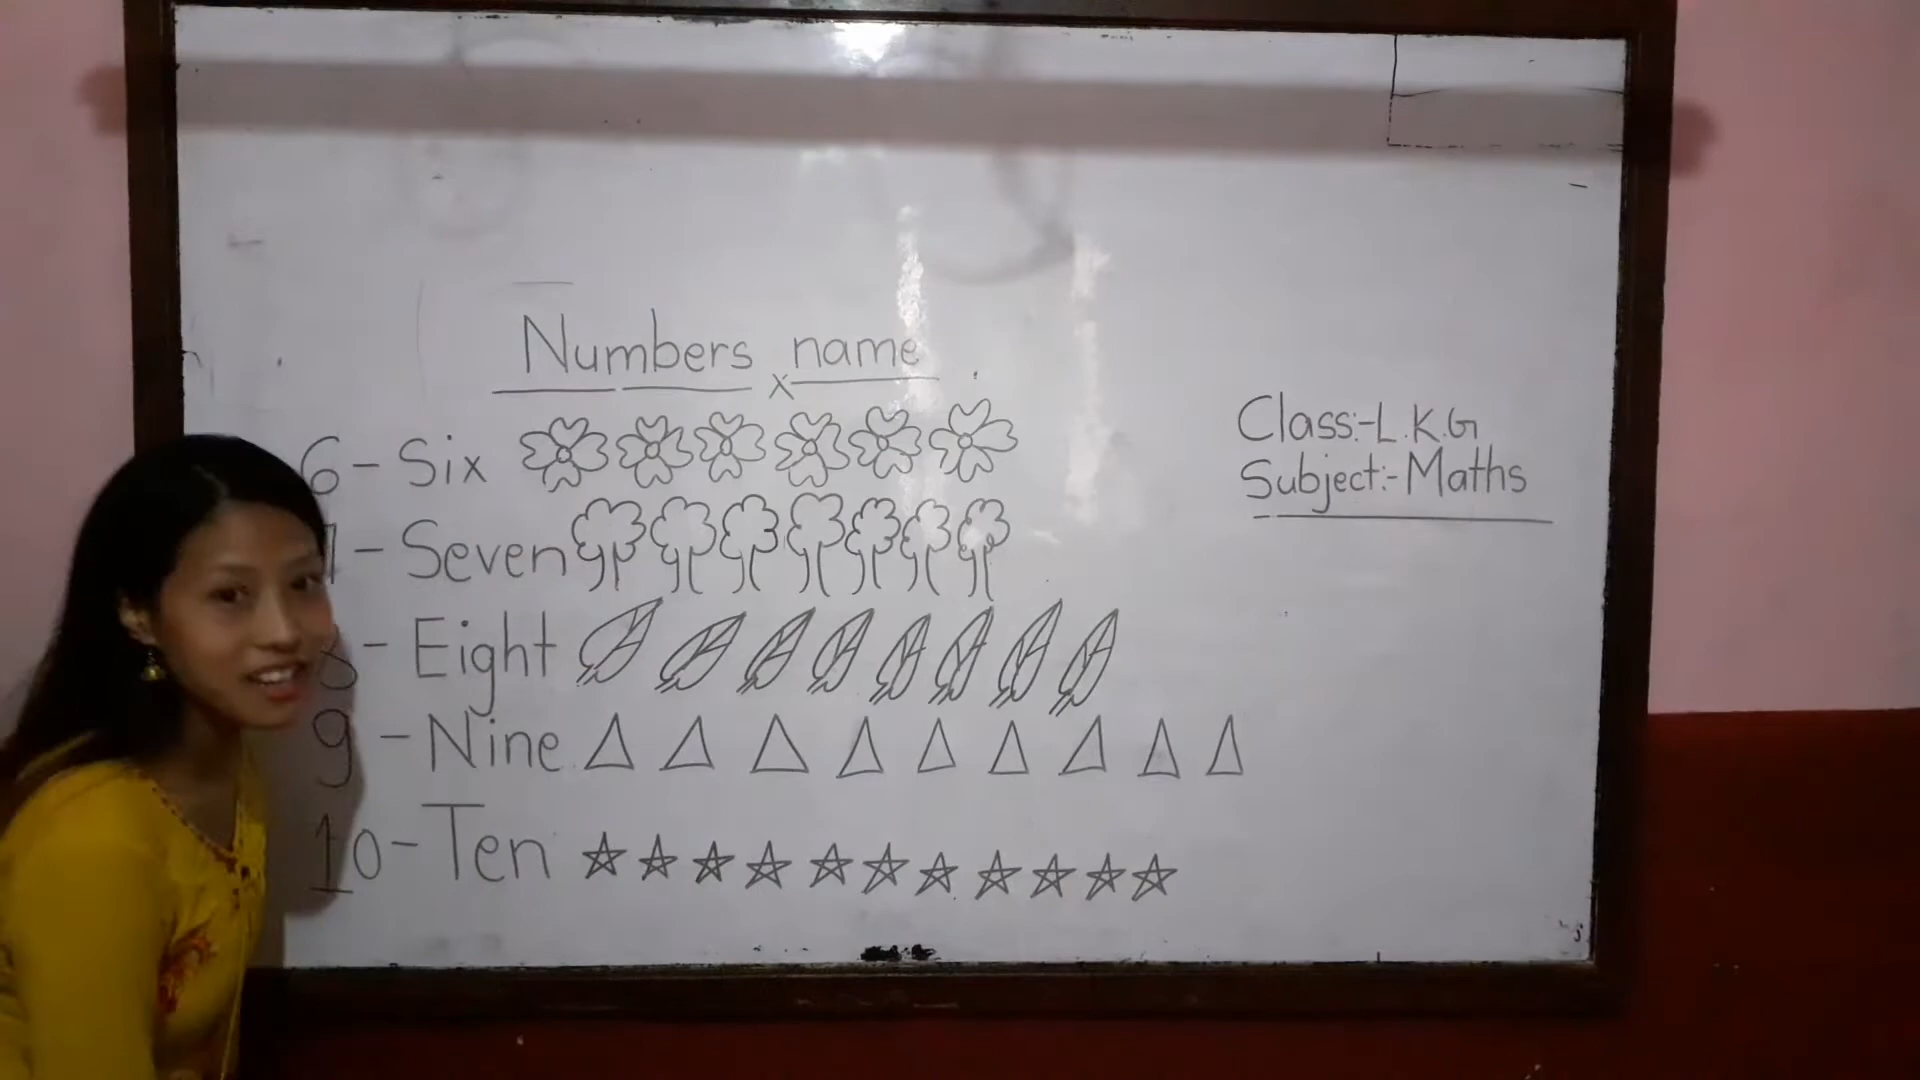 Numbers name
6 - Six
7 - Seven
8 - Eight
9 - Nine
10 - Ten
Class:- L.K.G
Subject:- Maths